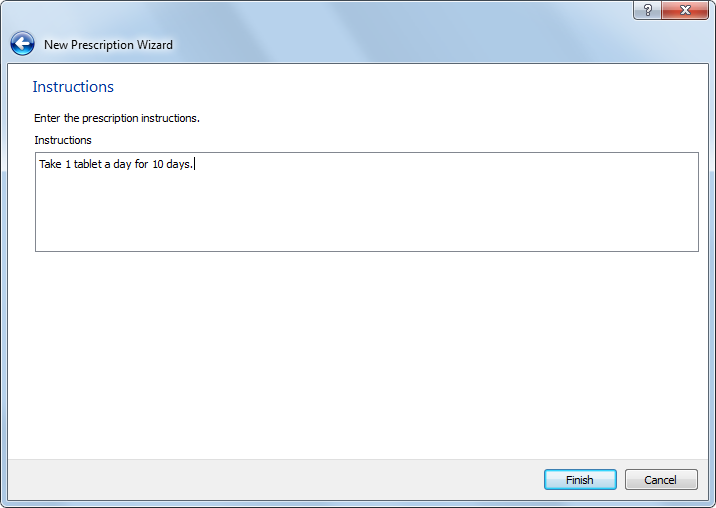 ?
New Prescription Wizard
Instructions
Enter the prescription instructions.
Instructions
Take 1 tablet a day for 10 days.
Finish
Cancel